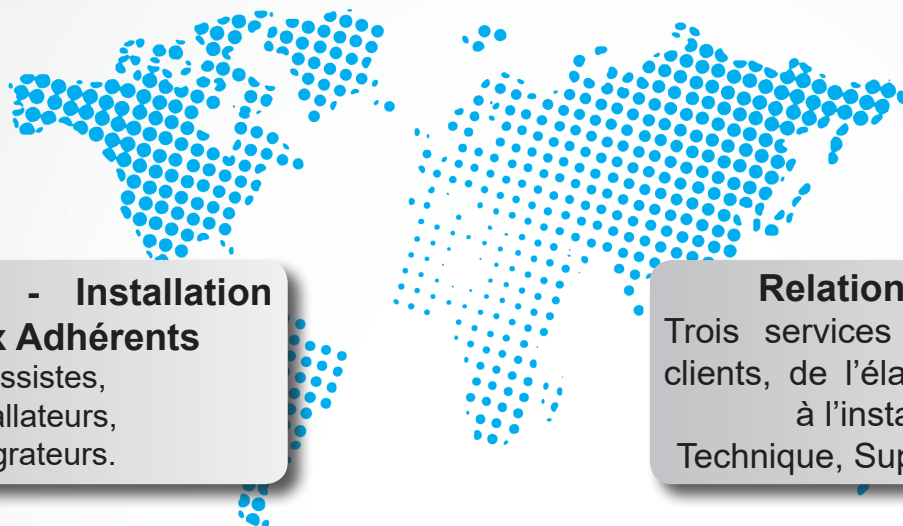 - Installation
x Adhérents
ssistes,
allateurs,
grateurs.
Relation
Trois services
clients, de l’éla
à l’insta
Technique, Sup